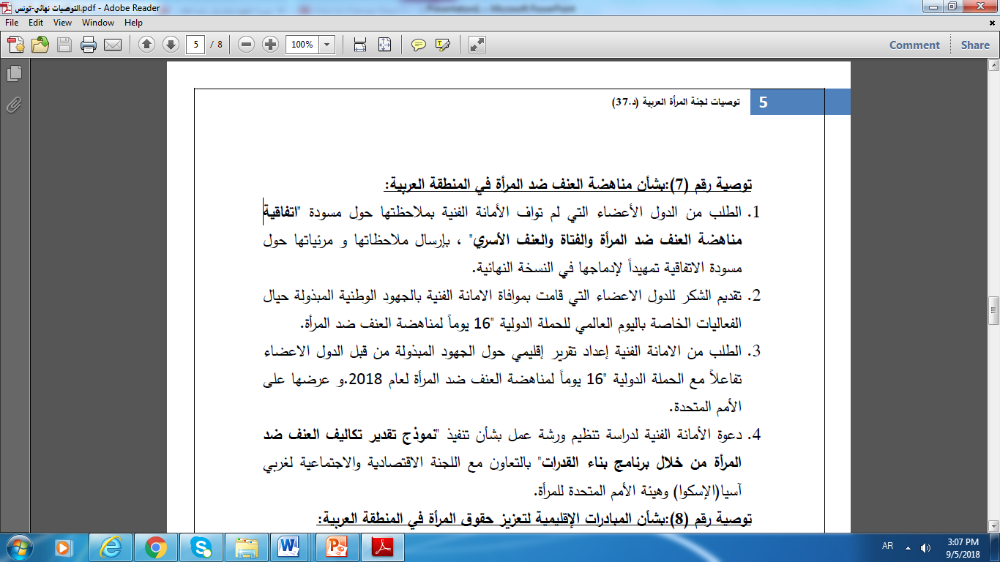 التوصيات نهائي-تونس.pdf - Adobe Reader
Presentation1 - Microsoft PowerPoint
File Edit View Window Help
5 / 8 100% Comment Share
توصيات لجنة المرأة العربية (د.37) 5
توصية رقم (7):بشأن مناهضة العنف ضد المرأة في المنطقة العربية:
1. الطلب من الدول الأعضاء التي لم تواف الأمانة الفنية بملاحظتها حول مسودة "اتفاقية
مناهضة العنف ضد المرأة والفتاة والعنف الأسري" ، بإرسال ملاحظاتها و مرئياتها حول
مسودة الاتفاقية تمهيداً لإدماجها في النسخة النهائية.
2. تقديم الشكر للدول الاعضاء التي قامت بموافاة الامانة الفنية بالجهود الوطنية المبذولة حيال
الفعاليات الخاصة باليوم العالمي للحملة الدولية "16 يوماً لمناهضة العنف ضد المرأة.
3. الطلب من الامانة الفنية إعداد تقرير إقليمي حول الجهود المبذولة من قبل الدول الاعضاء
تفاعلاً مع الحملة الدولية "16 يوماً لمناهضة العنف ضد المرأة لعام 2018.و عرضها على
الأمم المتحدة.
4. دعوة الأمانة الفنية لدراسة تنظيم ورشة عمل بشأن تنفيذ "نموذج تقدير تكاليف العنف ضد
المرأة من خلال برنامج بناء القدرات" بالتعاون مع اللجنة الاقتصادية والاجتماعية لغربي
آسيا(الإسكوا) وهيئة الأمم المتحدة للمرأة.
توصية رقم (8):بشأن المبادرات الإقليمية لتعزيز حقوق المرأة في المنطقة العربية:
AR 3:07 PM
9/5/2018